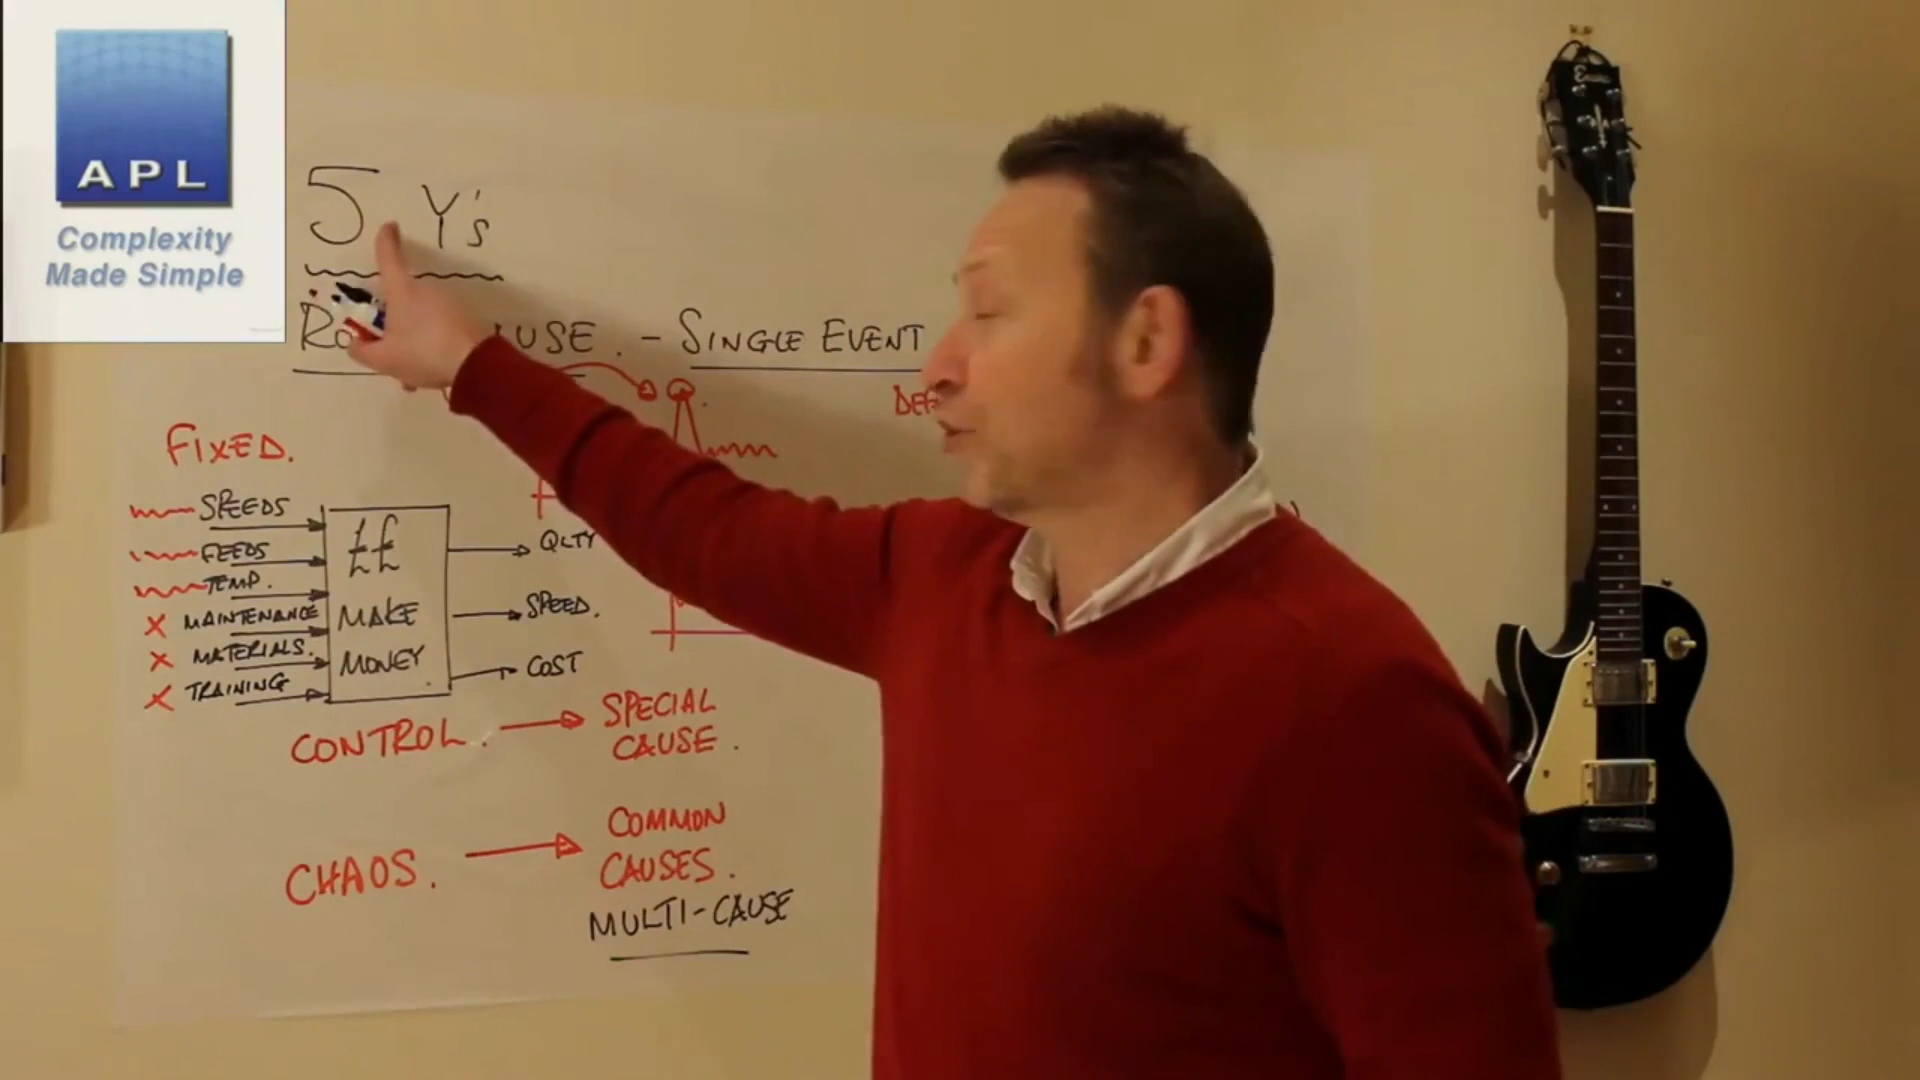 APL
Complexity
Made Simple
5 Y's
CAUSE. - SINGLE EVENT
FIXED.
SPEEDS
FEEDS
TEMP.
MAINTENANCE
MATERIALS.
TRAINING
££
MAKE
MONEY.
QLTY
SPEED.
COST
CONTROL.
SPECIAL
CAUSE.
CHAOS.
COMMON
CAUSES.
MULTI-CAUSE